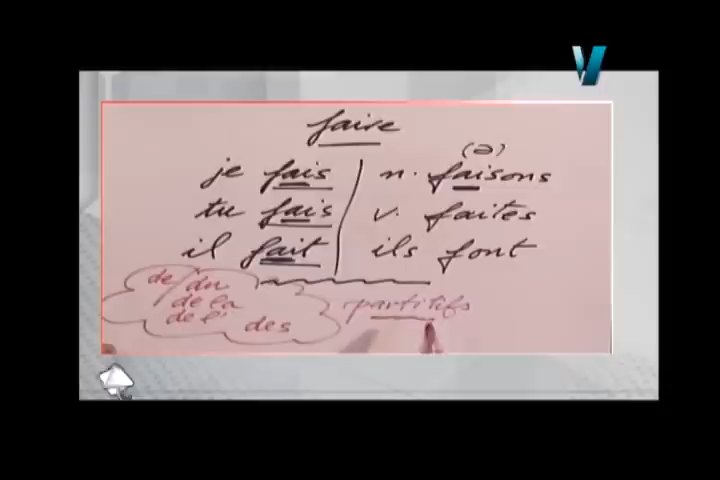 faire
je fais
tu fais
il fait
(ə)
n. faisons
v. faites
ils font
de/du
de la
de l' des
partitifs